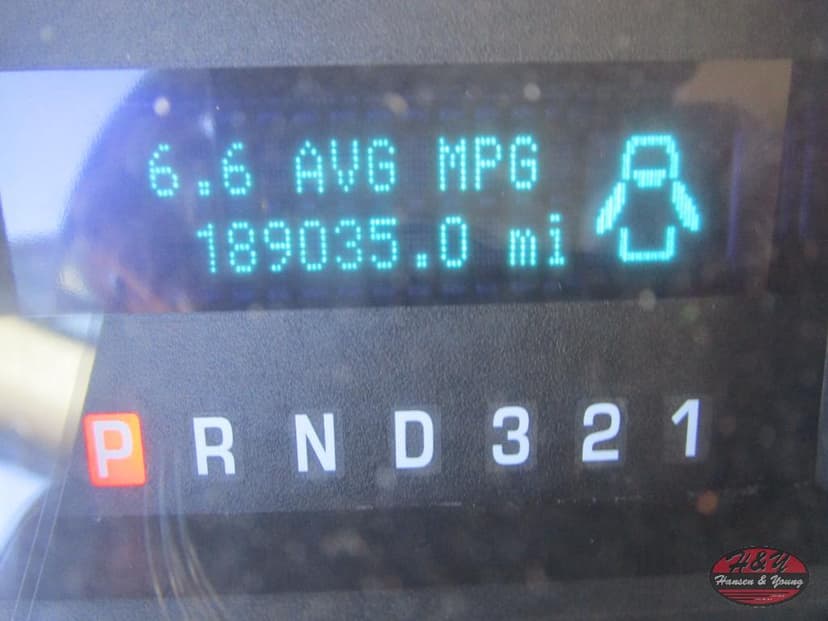 6.6 AVG MPG
189035.0 mi
P R N D 3 2 1
H&Y
Hansen & Young